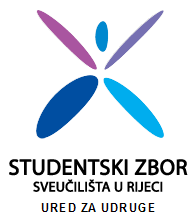 STUDENTSKI ZBOR
SVEUČILIŠTA U RIJECI
URED ZA UDRUGE